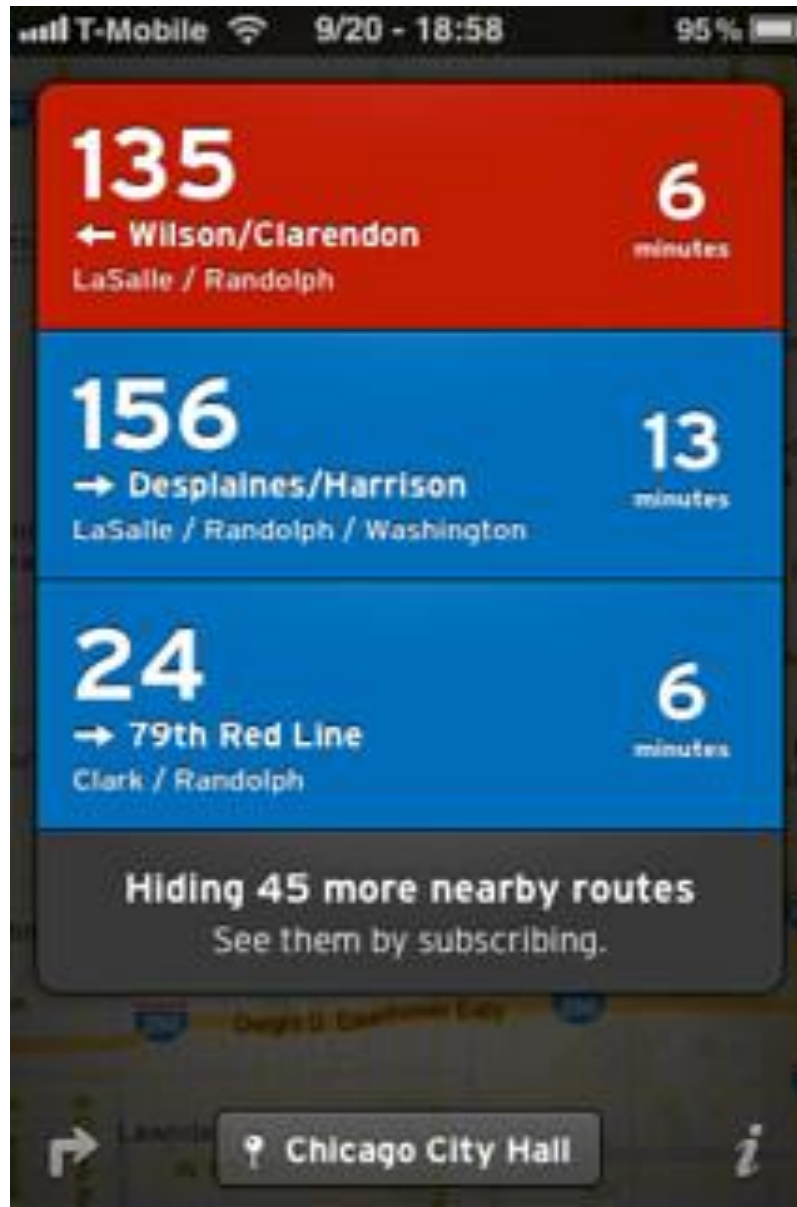 T-Mobile 9/20 - 18:58 95%
135
← Wilson/Clarendon
LaSalle / Randolph
6
minutes
156
→ Desplaines/Harrison
LaSalle / Randolph / Washington
13
minutes
24
→ 79th Red Line
Clark / Randolph
6
minutes
Hiding 45 more nearby routes
See them by subscribing.
Chicago City Hall
i